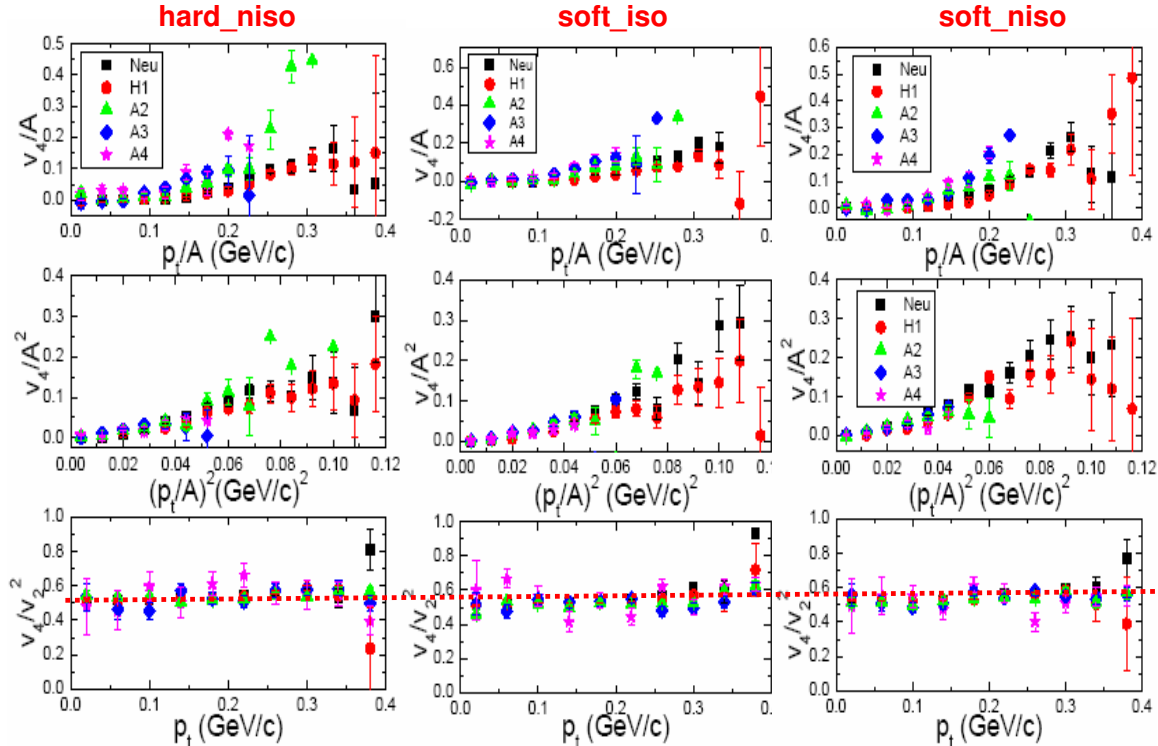 hard_niso soft_iso soft_niso
v4/A
0.5
0.4
0.3
0.2
0.1
0.0
Neu
H1
A2
A3
A4
0.0 0.1 0.2 0.3 0.4
pt/A (GeV/c)
v4/A
0.6
0.4
0.2
0.0
-0.2
Neu
H1
A2
A3
A4
0.0 0.1 0.2 0.3
pt/A (GeV/c)
v4/A
0.6
0.5
0.4
0.3
0.2
0.1
0.0
Neu
H1
A2
A3
A4
0.0 0.1 0.2 0.3 0.4
pt/A (GeV/c)
v4/A2
0.4
0.3
0.2
0.1
0.0
0.00 0.02 0.04 0.06 0.08 0.10 0.12
(pt/A)2(GeV/c)2
v4/A2
0.4
0.3
0.2
0.1
0.0
0.00 0.02 0.04 0.06 0.08 0.10 0.1
(pt/A)2(GeV/c)2
v4/A2
0.4
0.3
0.2
0.1
0.0
Neu
H1
A2
A3
A4
0.00 0.02 0.04 0.06 0.08 0.10 0.12
(pt/A)2(GeV/c)2
v4/v22
1.0
0.8
0.6
0.4
0.2
0.0
0.0 0.1 0.2 0.3 0.4
pt (GeV/c)
v4/v22
1.0
0.8
0.6
0.4
0.2
0.0
0.0 0.1 0.2 0.3
pt (GeV/c)
v4/v22
1.0
0.8
0.6
0.4
0.2
0.0
0.0 0.1 0.2 0.3 0.4
pt (GeV/c)